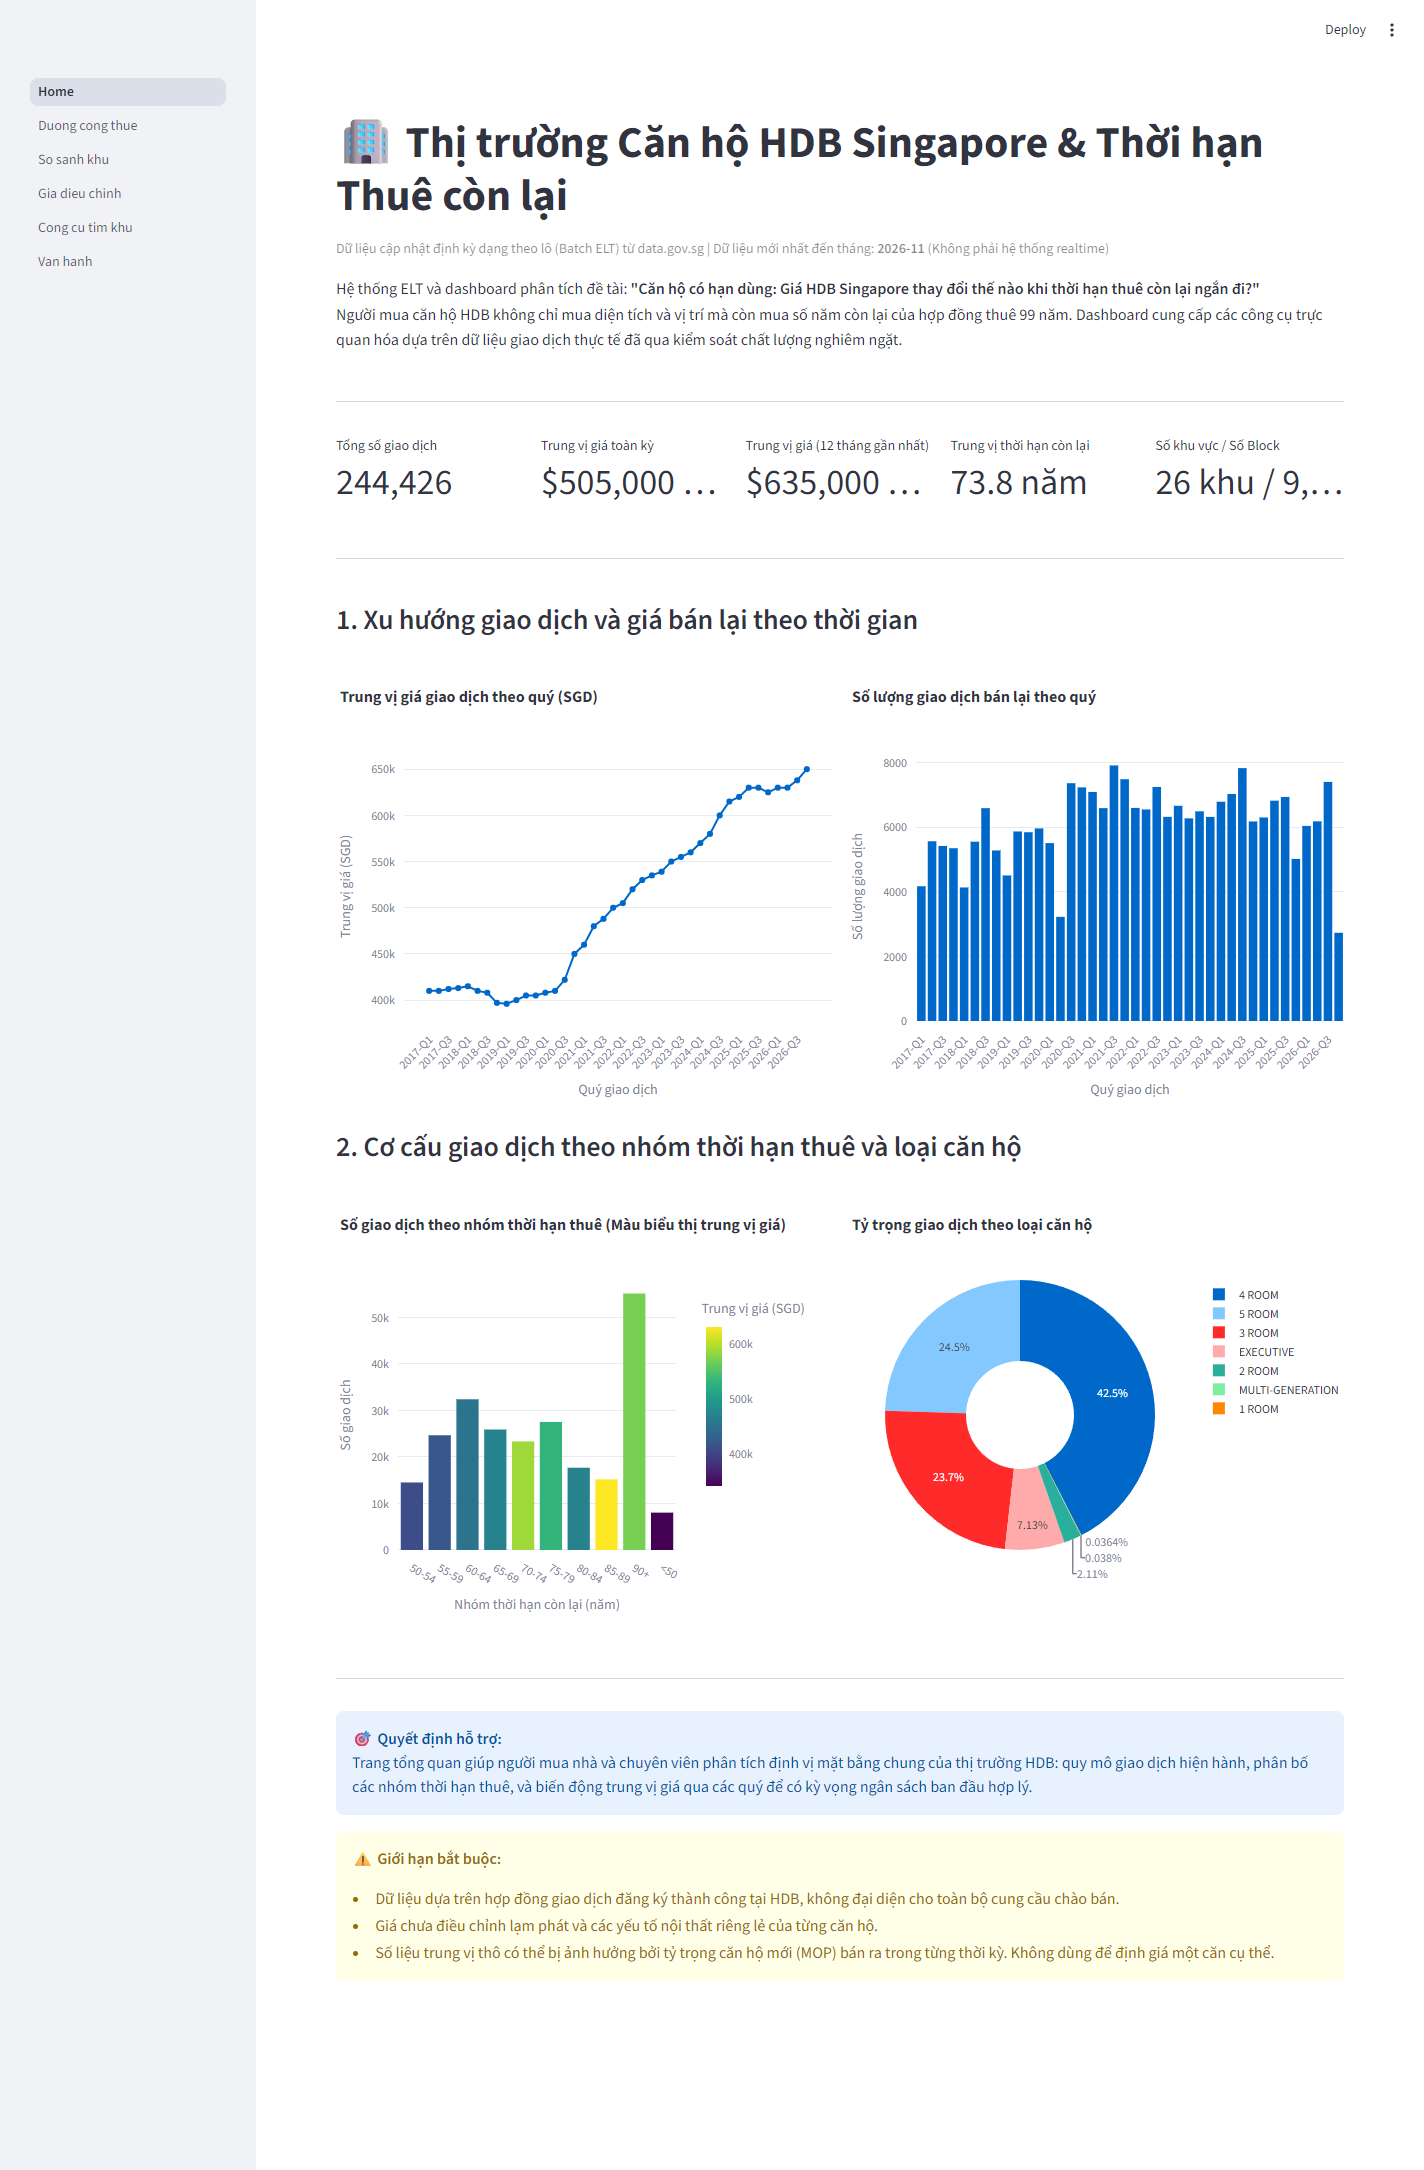 Deploy
Home
Duong cong thue
So sanh khu
Gia dieu chinh
Cong cu tim khu
Van hanh
Thị trường Căn hộ HDB Singapore & Thời hạn
Thuê còn lại
Dữ liệu cập nhật định kỳ dạng theo lô (Batch ELT) từ data.gov.sg | Dữ liệu mới nhất đến tháng: 2026-11 (Không phải hệ thống realtime)
Hệ thống ELT và dashboard phân tích đề tài: "Căn hộ có hạn dùng: Giá HDB Singapore thay đổi thế nào khi thời hạn thuê còn lại ngắn đi?"
Người mua căn hộ HDB không chỉ mua diện tích và vị trí mà còn mua số năm còn lại của hợp đồng thuê 99 năm. Dashboard cung cấp các công cụ trực
quan hóa dựa trên dữ liệu giao dịch thực tế đã qua kiểm soát chất lượng nghiêm ngặt.
Tổng số giao dịch
244,426
Trung vị giá toàn kỳ
$505,000 ...
Trung vị giá (12 tháng gần nhất)
$635,000 ...
Trung vị thời hạn còn lại
73.8 năm
Số khu vực / Số Block
26 khu / 9,...
1. Xu hướng giao dịch và giá bán lại theo thời gian
Trung vị giá giao dịch theo quý (SGD)
Trung vị giá (SGD)
650k
600k
550k
500k
450k
400k
2017-Q1
2017-Q3
2018-Q1
2018-Q3
2019-Q1
2019-Q3
2020-Q1
2020-Q3
2021-Q1
2021-Q3
2022-Q1
2022-Q3
2023-Q1
2023-Q3
2024-Q1
2024-Q3
2025-Q1
2025-Q3
2026-Q1
2026-Q3
Quý giao dịch
Số lượng giao dịch bán lại theo quý
Số lượng giao dịch
8000
6000
4000
2000
0
2017-Q1
2017-Q3
2018-Q1
2018-Q3
2019-Q1
2019-Q3
2020-Q1
2020-Q3
2021-Q1
2021-Q3
2022-Q1
2022-Q3
2023-Q1
2023-Q3
2024-Q1
2024-Q3
2025-Q1
2025-Q3
2026-Q1
2026-Q3
Quý giao dịch
2. Cơ cấu giao dịch theo nhóm thời hạn thuê và loại căn hộ
Số giao dịch theo nhóm thời hạn thuê (Màu biểu thị trung vị giá)
Số giao dịch
50k
40k
30k
20k
10k
0
50-54
55-59
60-64
65-69
70-74
75-79
80-84
85-89
90+
<50
Nhóm thời hạn còn lại (năm)
Trung vị giá (SGD)
600k
500k
400k
Tỷ trọng giao dịch theo loại căn hộ
24.5%
42.5%
23.7%
7.13%
0.0364%
0.038%
2.11%
4 ROOM
5 ROOM
3 ROOM
EXECUTIVE
2 ROOM
MULTI-GENERATION
1 ROOM
Quyết định hỗ trợ:
Trang tổng quan giúp người mua nhà và chuyên viên phân tích định vị mặt bằng chung của thị trường HDB: quy mô giao dịch hiện hành, phân bố
các nhóm thời hạn thuê, và biến động trung vị giá qua các quý để có kỳ vọng ngân sách ban đầu hợp lý.
Giới hạn bắt buộc:
• Dữ liệu dựa trên hợp đồng giao dịch đăng ký thành công tại HDB, không đại diện cho toàn bộ cung cầu chào bán.
• Giá chưa điều chỉnh lạm phát và các yếu tố nội thất riêng lẻ của từng căn hộ.
• Số liệu trung vị thô có thể bị ảnh hưởng bởi tỷ trọng căn hộ mới (MOP) bán ra trong từng thời kỳ. Không dùng để định giá một căn cụ thể.